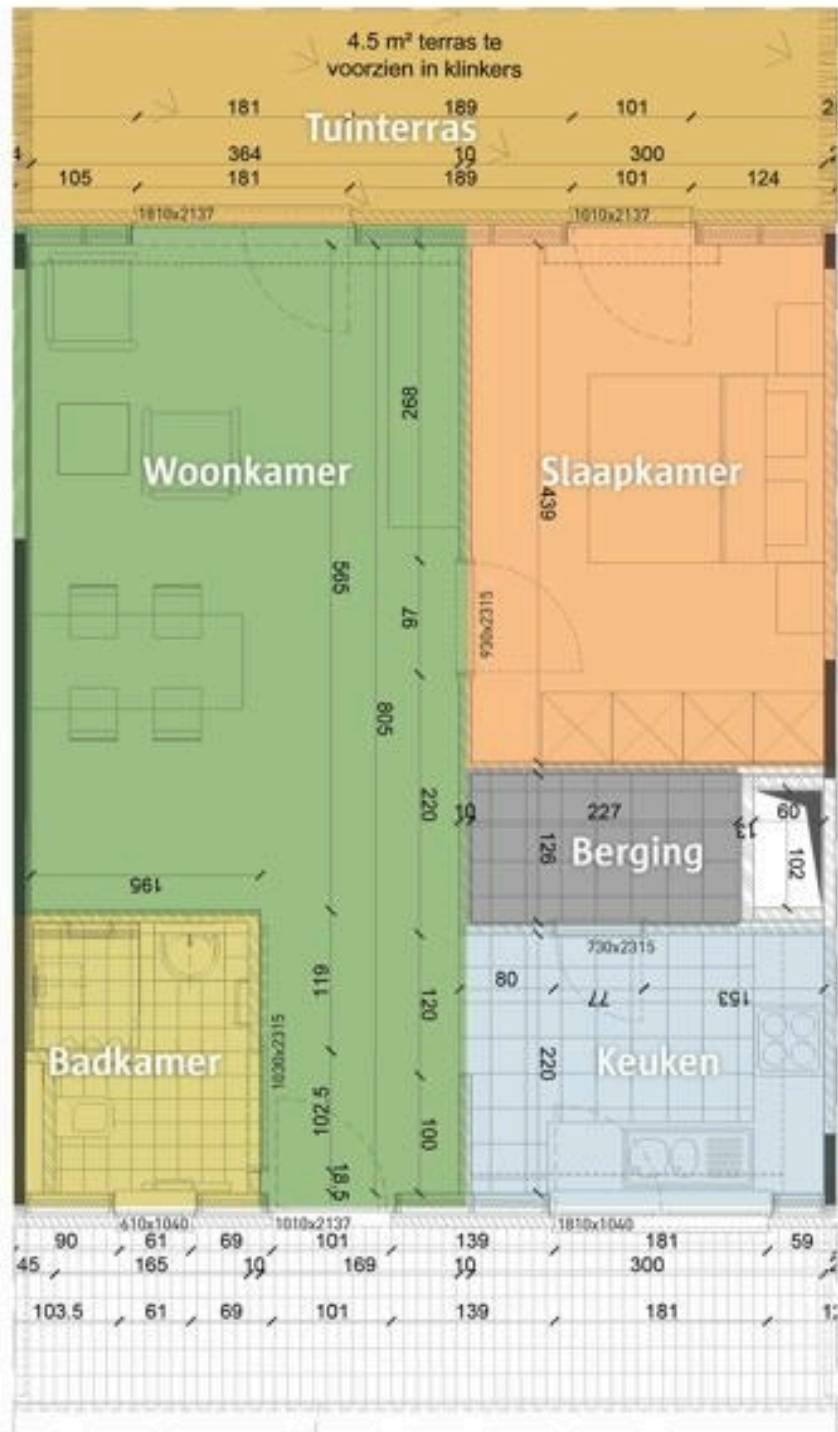 4.5 m² terras te
voorzien in klinkers
181 189 101
Tuinterras
364 10 300
105 181 189 101 124
1810x2137 1010x2137
268
Woonkamer
Slaapkamer
439
565
97
930x2315
805
220
10 227 60
13
126
Berging
102
195
730x2315
119
120
80 77 153
1030x2315
Badkamer
220
Keuken
102.5
100
18.5
610x1040 1010x2137 1810x1040
90 61 69 101 139 181 59
45 165 10 169 10 300
103.5 61 69 101 139 181